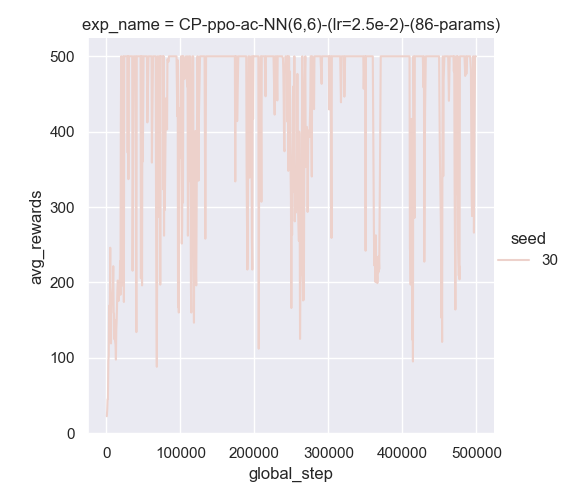 exp_name = CP-ppo-ac-NN(6,6)-(lr=2.5e-2)-(86-params)
500
400
300
200
100
0
avg_rewards
seed
30
0 100000 200000 300000 400000 500000
global_step